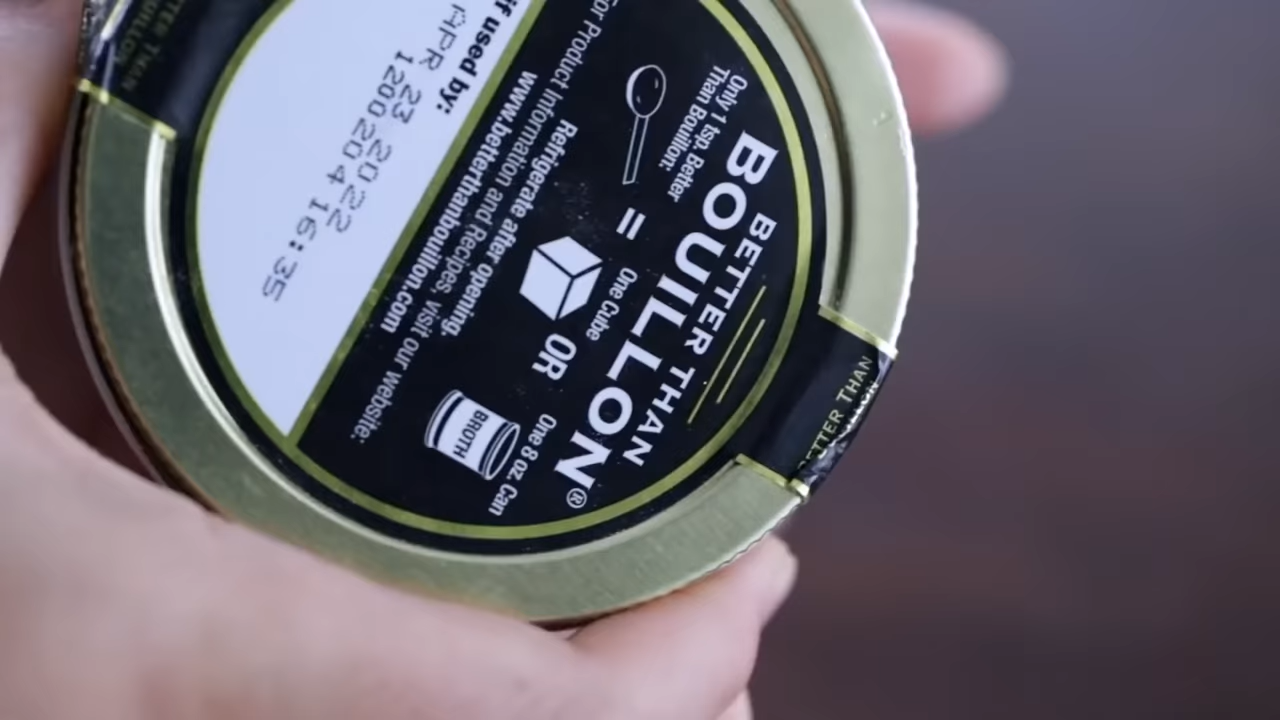 BETTER THAN
BOUILLON®
Only 1 tsp. Better
Than Bouillon:
=
One Cube
OR
One 8 oz. Can
BROTH
Refrigerate after opening.
For Product Information and Recipes, visit our website:
www.betterthanbouillon.com
if used by:
APR 23 2022
1200204 16:35
BETTER THAN